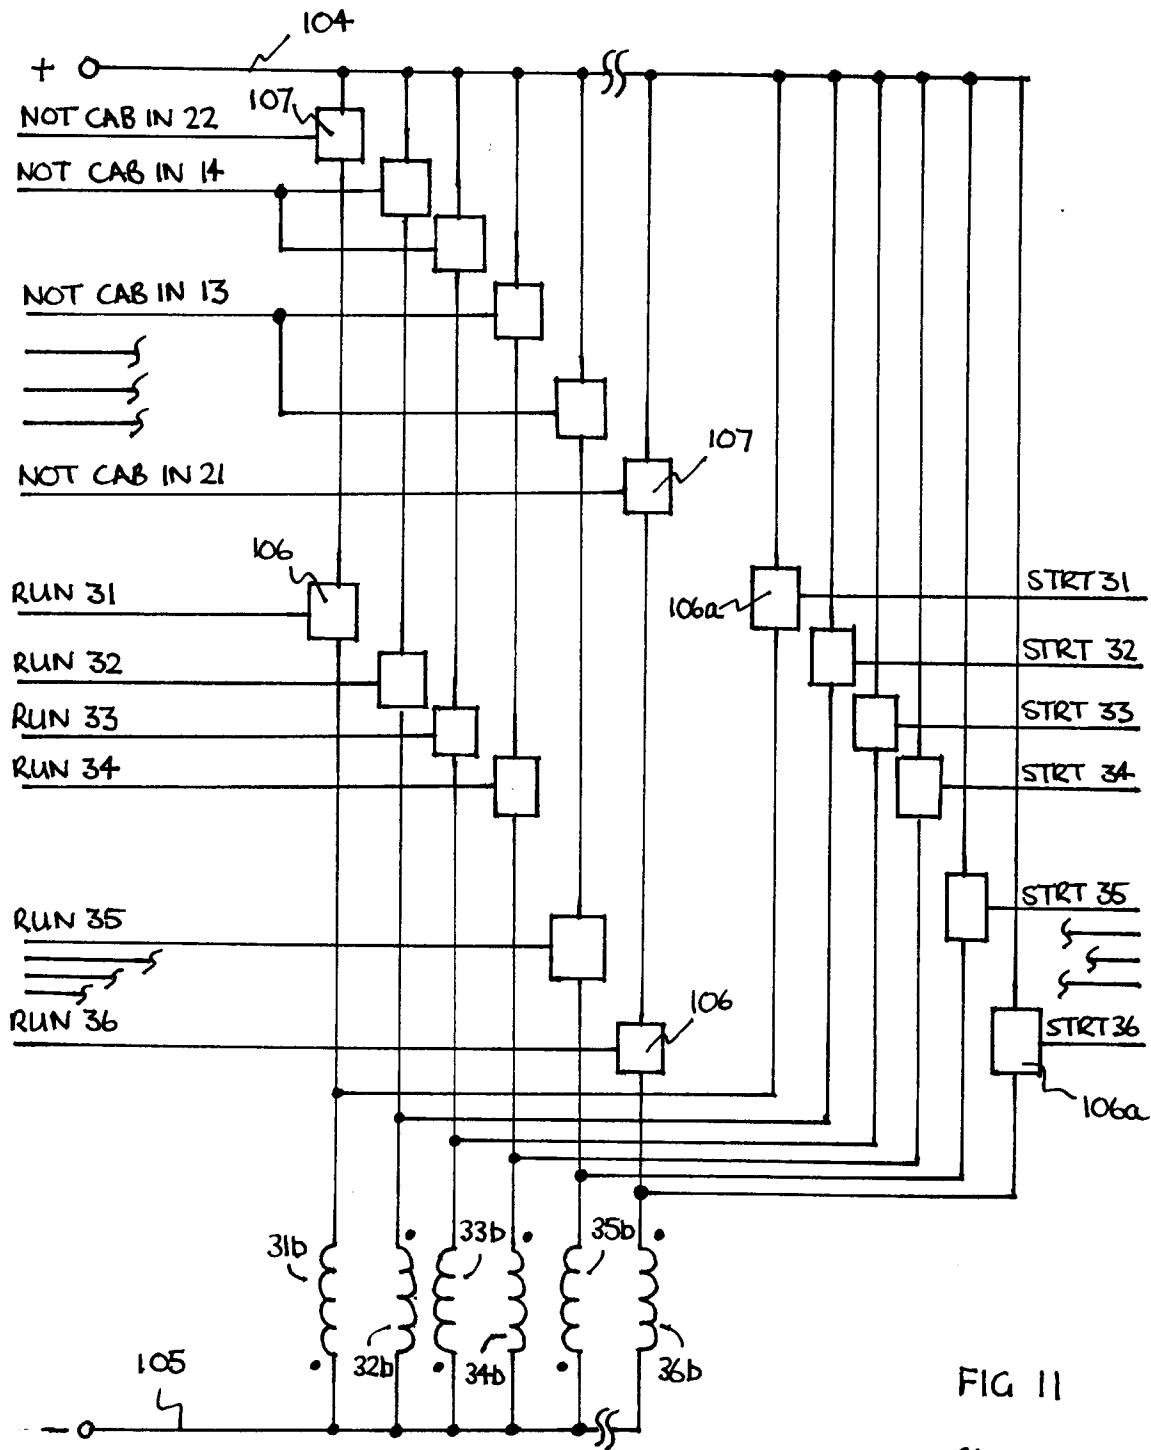 104
+
107
NOT CAB IN 22
NOT CAB IN 14
NOT CAB IN 13
107
NOT CAB IN 21
106
RUN 31
106a
STRT 31
RUN 32
STRT 32
RUN 33
STRT 33
RUN 34
STRT 34
RUN 35
STRT 35
RUN 36
106
STRT 36
106a
31b
33b
35b
32b
34b
36b
105
-
FIG 11